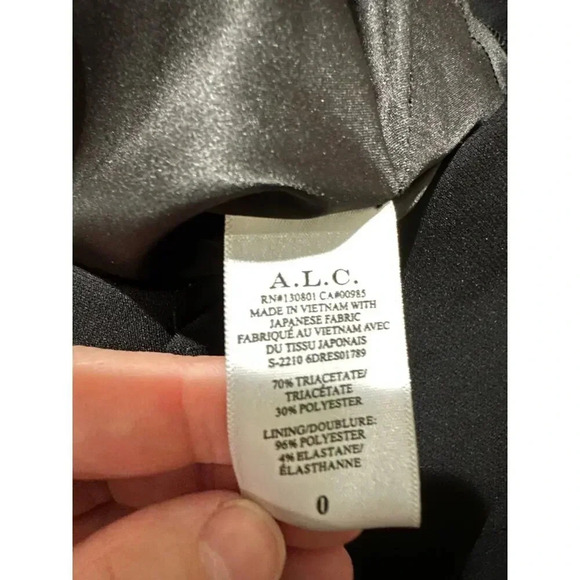 A.L.C.
RN#130801 CA#00985
MADE IN VIETNAM WITH
JAPANESE FABRIC
FABRIQUÉ AU VIETNAM AVEC
DU TISSU JAPONAIS
S-2210 6DRES01789
70% TRIACETATE/
TRIACÉTATE
30% POLYESTER
LINING/DOUBLURE:
96% POLYESTER
4% ELASTANE/
ÉLASTHANNE
0